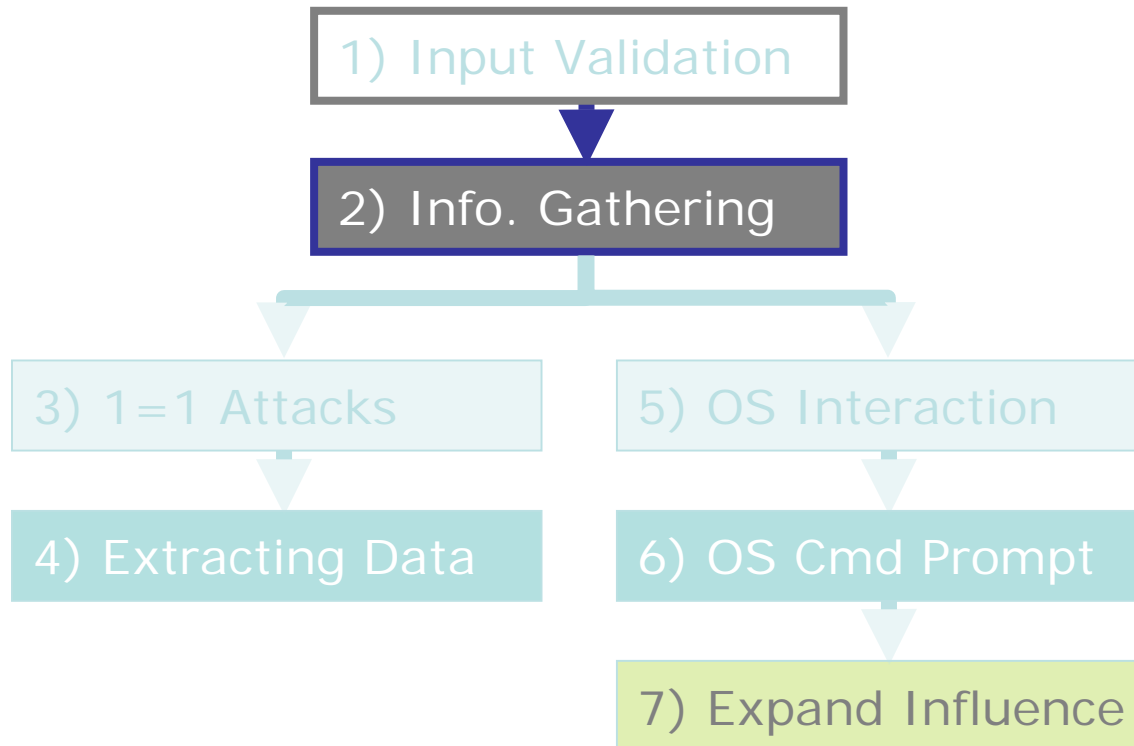 1) Input Validation
2) Info. Gathering
3) 1=1 Attacks
5) OS Interaction
4) Extracting Data
6) OS Cmd Prompt
7) Expand Influence